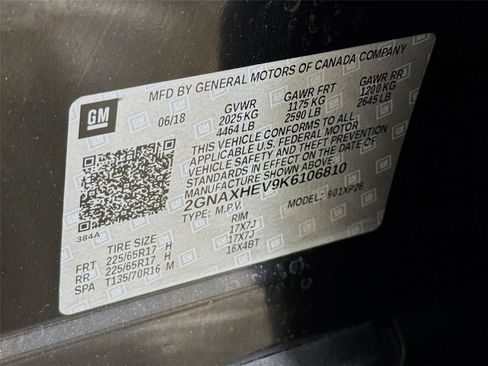 MFD BY GENERAL MOTORS OF CANADA COMPANY
GM
06/18
GVWR
2025 KG
4464 LB
GAWR FRT
1175 KG
2590 LB
GAWR RR
1200 KG
2645 LB
THIS VEHICLE CONFORMS TO ALL
APPLICABLE U.S. FEDERAL MOTOR
VEHICLE SAFETY AND THEFT PREVENTION
STANDARDS IN EFFECT ON THE DATE OF
MANUFACTURE SHOWN ABOVE.
2GNAXHEV9K6106810
TYPE: M.P.V. MODEL: 901XP26
384A
TIRE SIZE RIM
FRT 225/65R17 H 17X7J
RR 225/65R17 H 17X7J
SPA T135/70R16 M 16X4BT